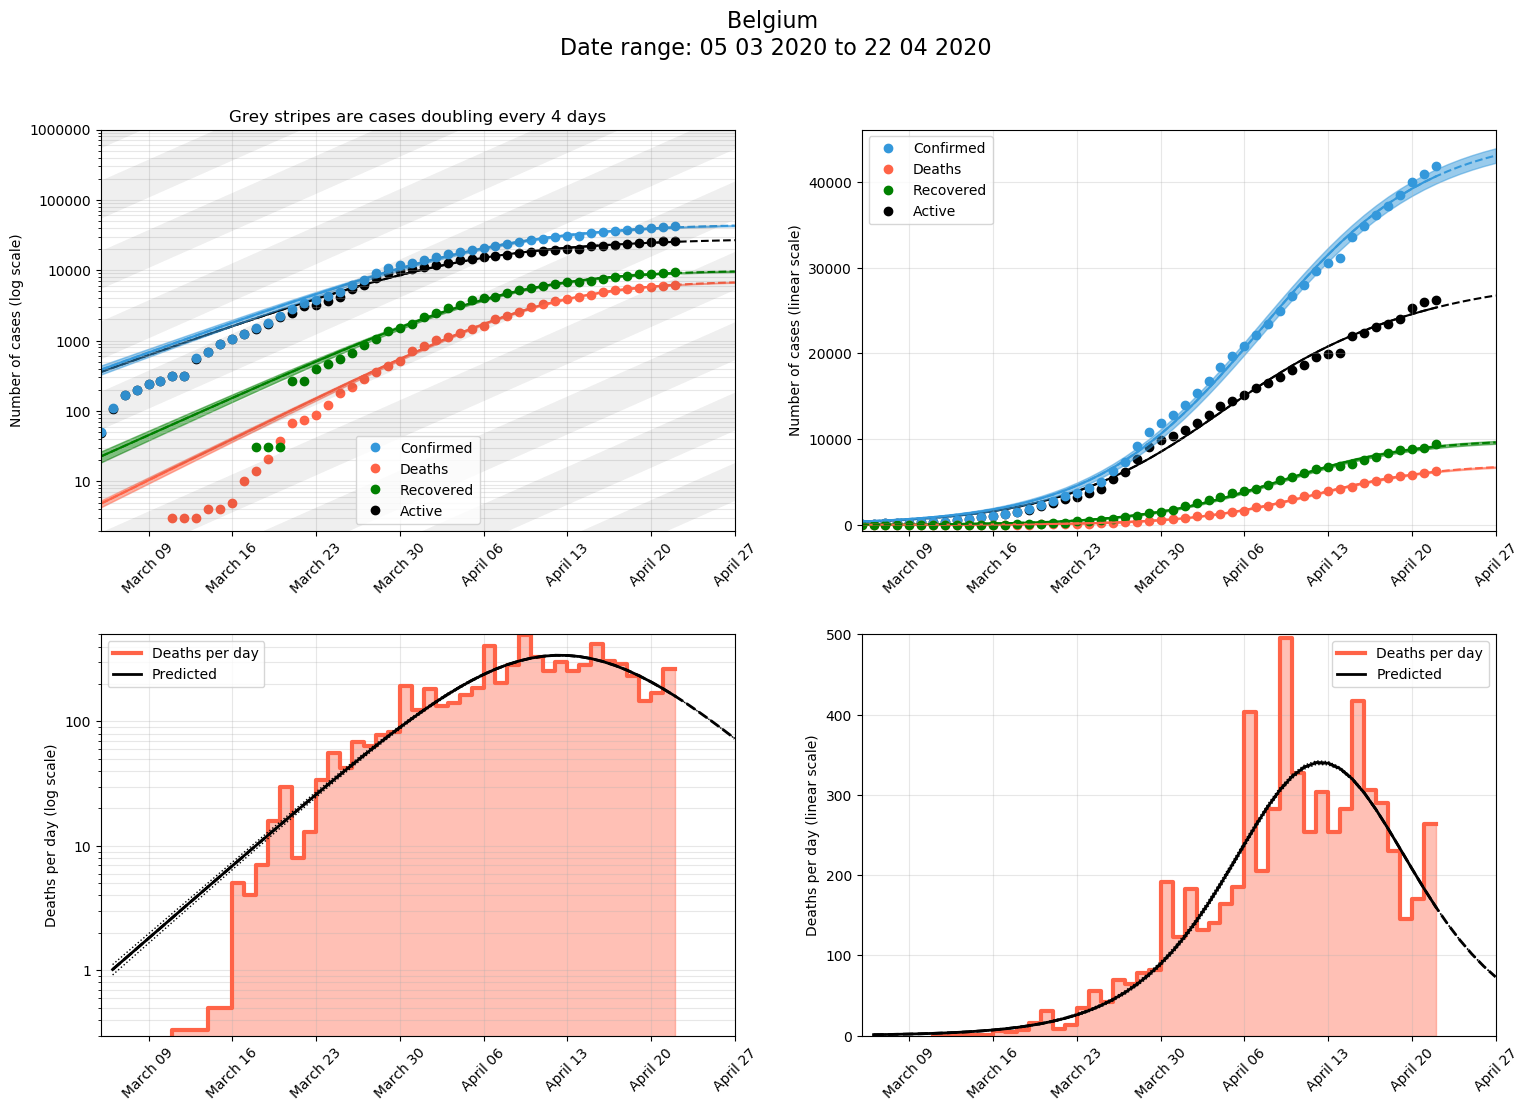 Belgium
Date range: 05 03 2020 to 22 04 2020
Grey stripes are cases doubling every 4 days
Number of cases (log scale)
1000000
100000
10000
1000
100
10
Confirmed
Deaths
Recovered
Active
March 09
March 16
March 23
March 30
April 06
April 13
April 20
April 27
Number of cases (linear scale)
40000
30000
20000
10000
0
Confirmed
Deaths
Recovered
Active
March 09
March 16
March 23
March 30
April 06
April 13
April 20
April 27
Deaths per day (log scale)
100
10
1
Deaths per day
Predicted
March 09
March 16
March 23
March 30
April 06
April 13
April 20
April 27
Deaths per day (linear scale)
500
400
300
200
100
0
Deaths per day
Predicted
March 09
March 16
March 23
March 30
April 06
April 13
April 20
April 27